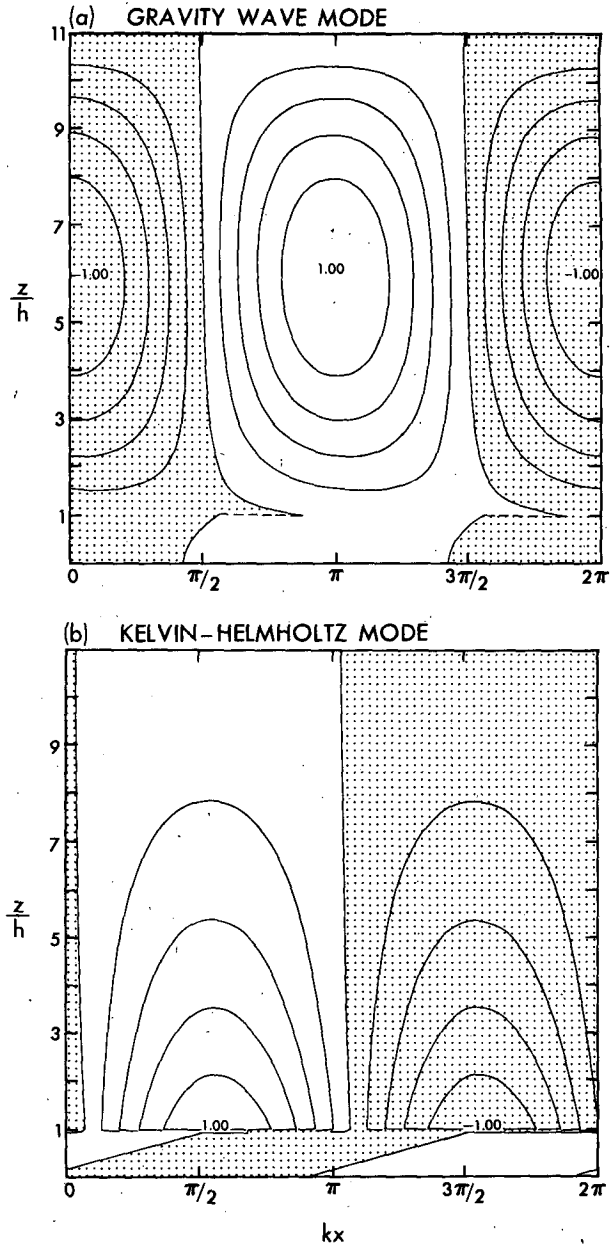 (a) GRAVITY WAVE MODE
11
9
7
5
3
1
z/h
-1.00
1.00
-1.00
0
π/2
π
3π/2
2π
(b) KELVIN-HELMHOLTZ MODE
9
7
5
3
1
z/h
1.00
-1.00
0
π/2
π
3π/2
2π
kx